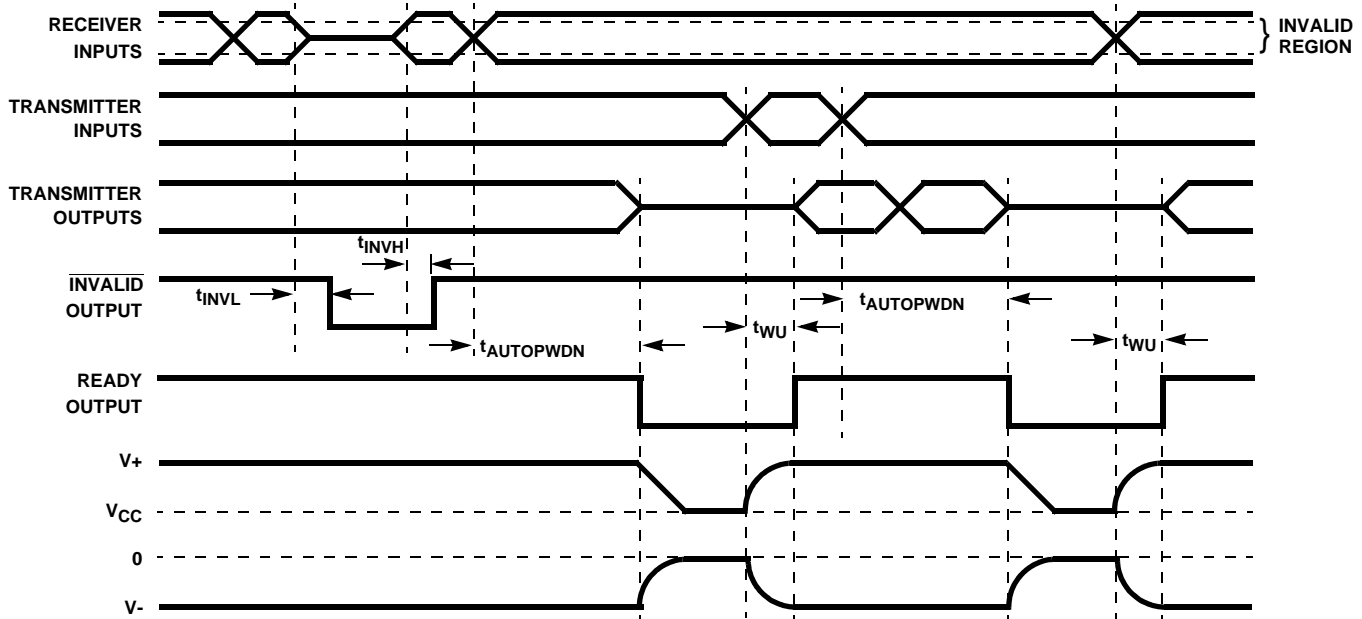 RECEIVER
INPUTS
} INVALID
REGION
TRANSMITTER
INPUTS
TRANSMITTER
OUTPUTS
tINVH
INVALID
OUTPUT
tINVL
tAUTOPWDN
tWU
tAUTOPWDN
tWU
READY
OUTPUT
V+
VCC
0
V-